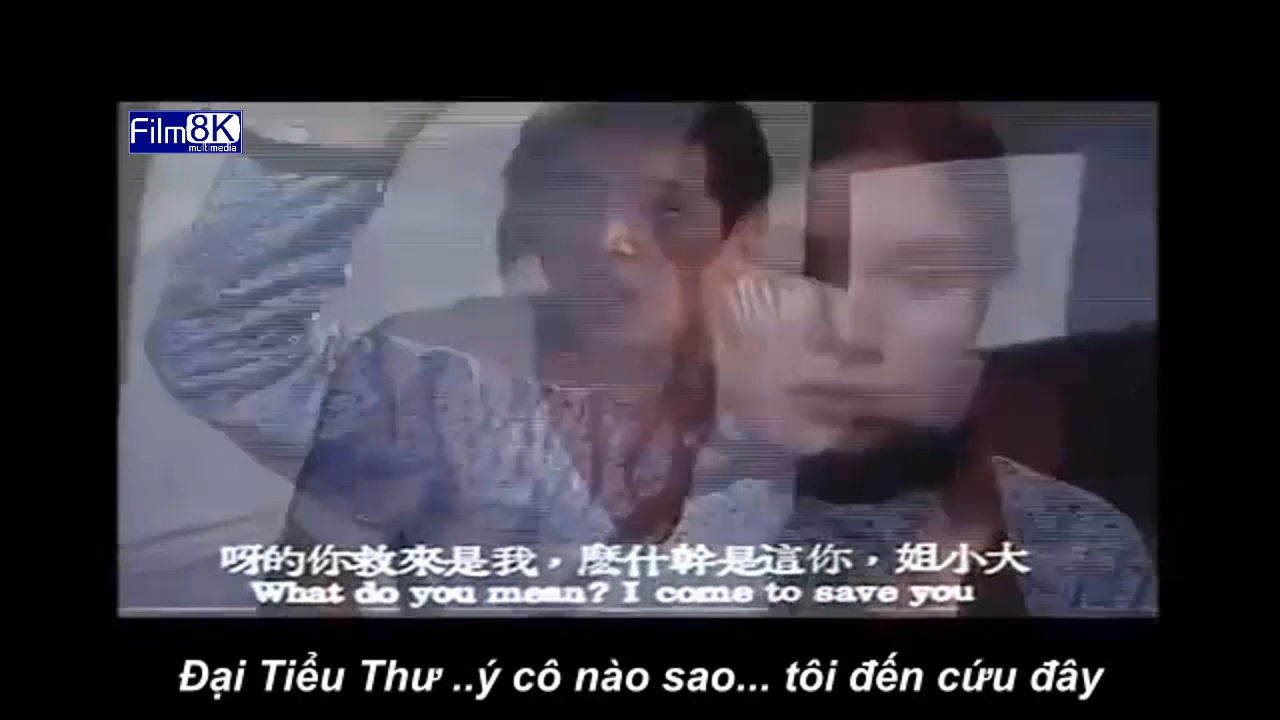 Film8K
multimedia
大小姐，你這是幹什麼，我是來救你的呀
What do you mean? I come to save you
Đại Tiểu Thư ..ý cô nào sao... tôi đến cứu đây